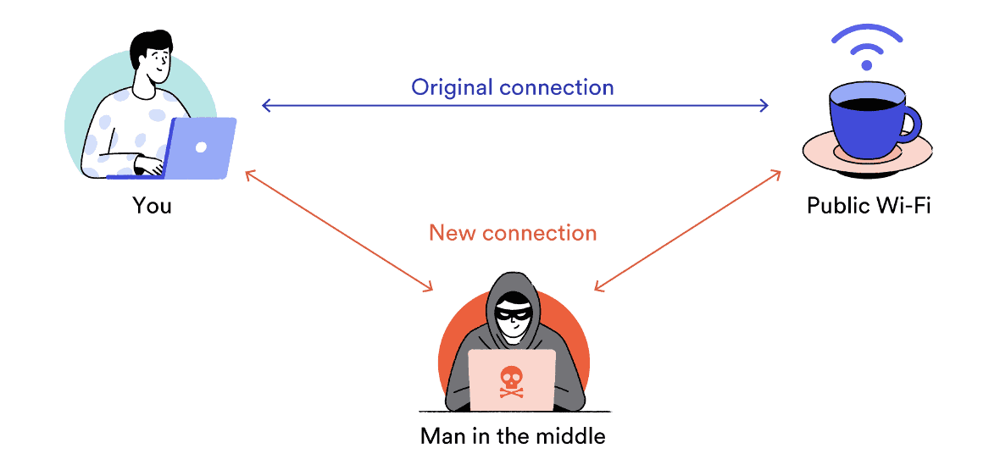 Original connection
You
Public Wi-Fi
New connection
Man in the middle